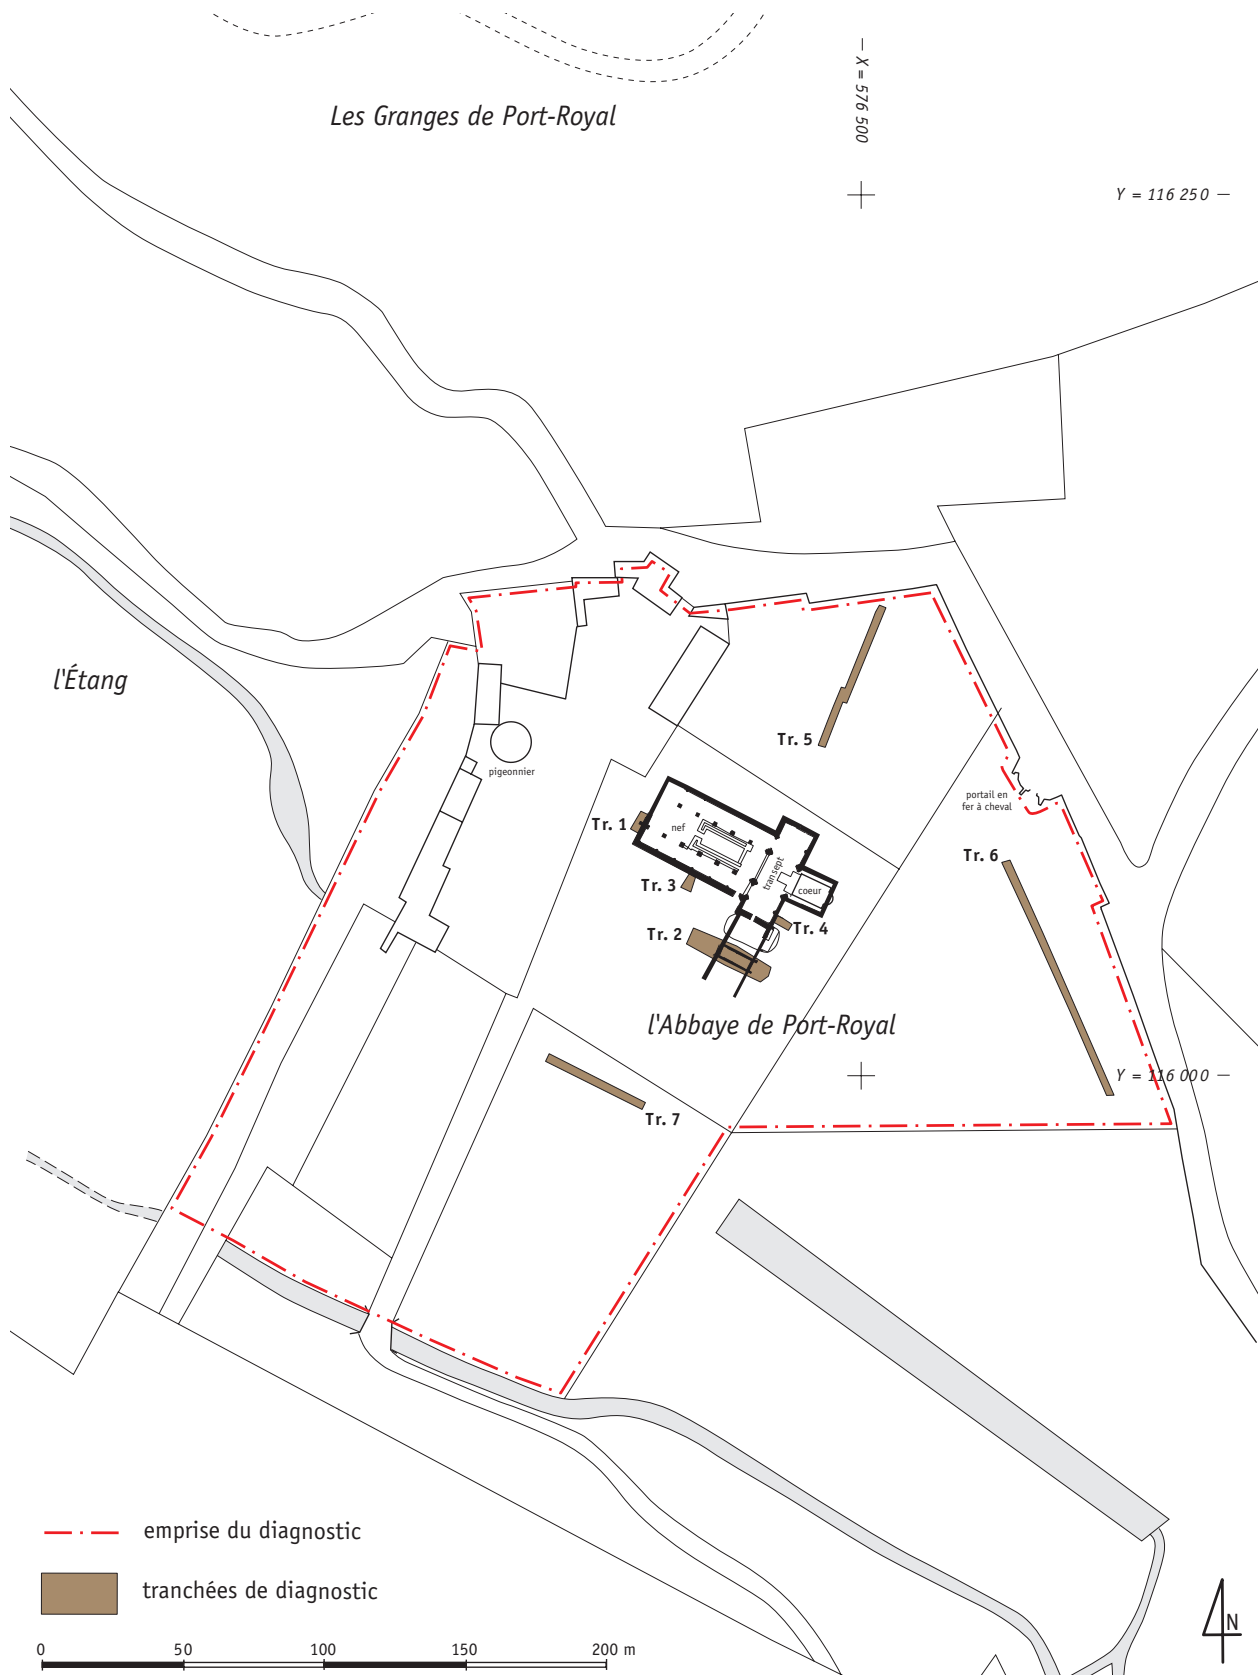 X = 576 500
Les Granges de Port-Royal
Y = 116 250
l'Étang
pigeonnier
Tr. 5
portail en
fer à cheval
Tr. 1
nef
transept
coeur
Tr. 6
Tr. 3
Tr. 4
Tr. 2
l'Abbaye de Port-Royal
Y = 116 000
Tr. 7
emprise du diagnostic
tranchées de diagnostic
0 50 100 150 200 m
N